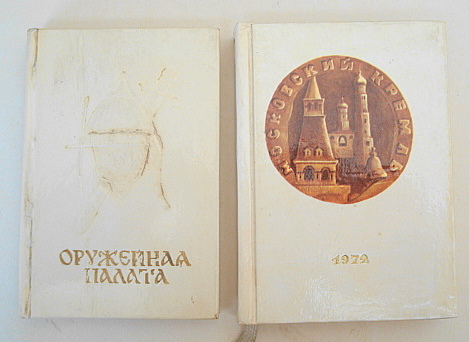 ОРУЖЕЙНАЯ
ПАЛАТА
МОСКОВСКИЙ КРЕМЛЬ
1972